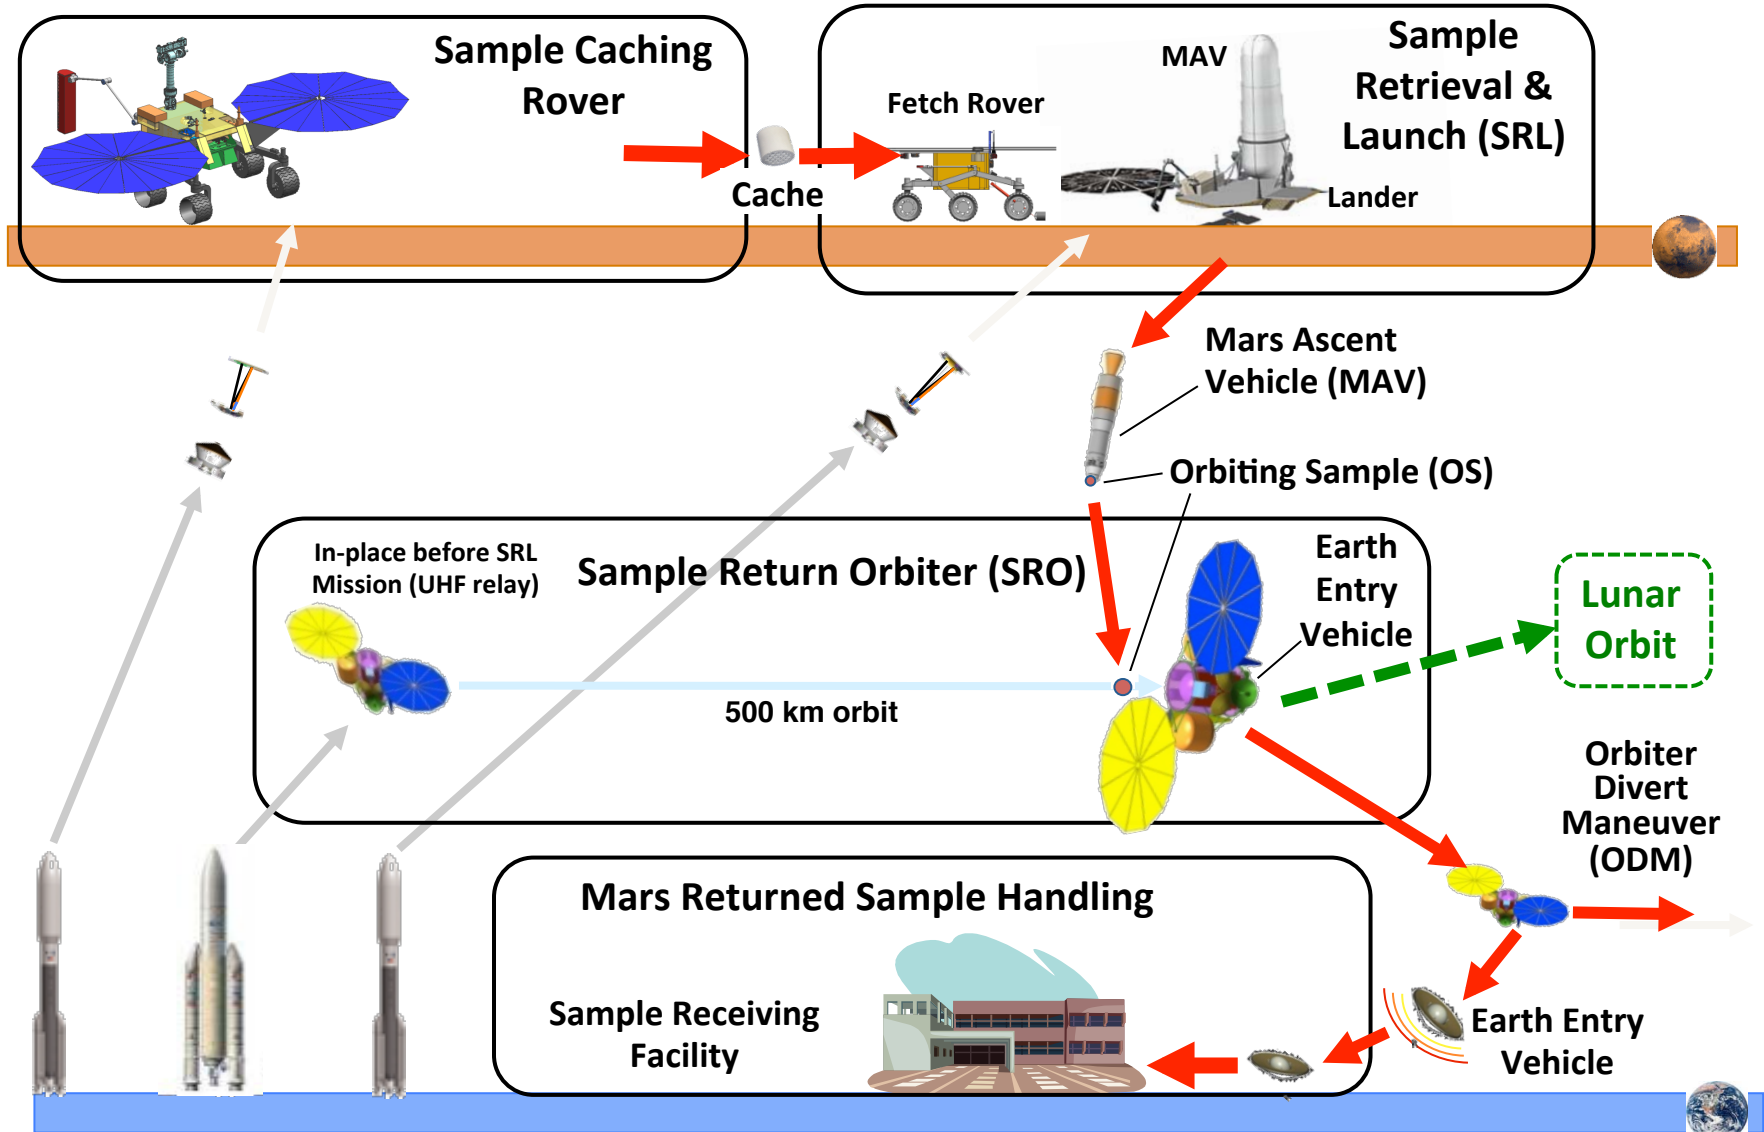 Sample Caching
Rover
Cache
Fetch Rover
MAV
Sample
Retrieval &
Launch (SRL)
Lander
Mars Ascent
Vehicle (MAV)
Orbiting Sample (OS)
In-place before SRL
Mission (UHF relay)
Sample Return Orbiter (SRO)
Earth
Entry
Vehicle
500 km orbit
Lunar
Orbit
Orbiter
Divert
Maneuver
(ODM)
Mars Returned Sample Handling
Sample Receiving
Facility
Earth Entry
Vehicle